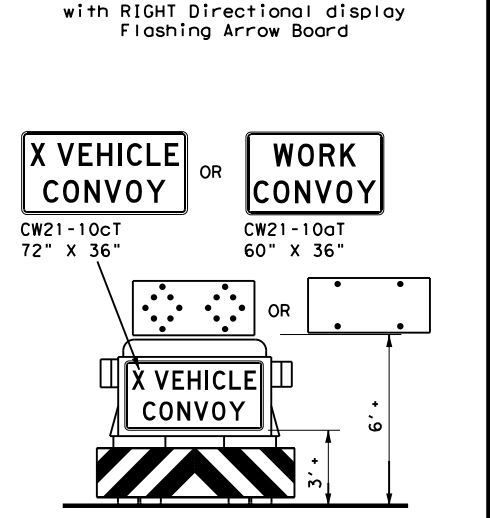 with RIGHT Directional display
Flashing Arrow Board
X VEHICLE
CONVOY
OR
WORK
CONVOY
CW21-10cT
72" X 36"
CW21-10aT
60" X 36"
OR
X VEHICLE
CONVOY
6' +
3' +